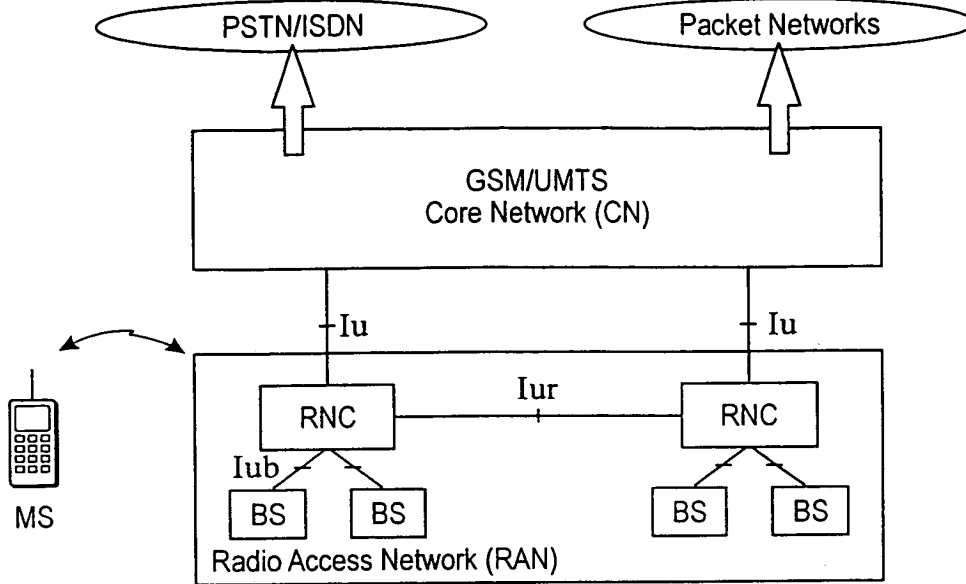 PSTN/ISDN
Packet Networks
GSM/UMTS
Core Network (CN)
Iu
Iu
Iur
RNC
RNC
Iub
BS
BS
BS
BS
MS
Radio Access Network (RAN)